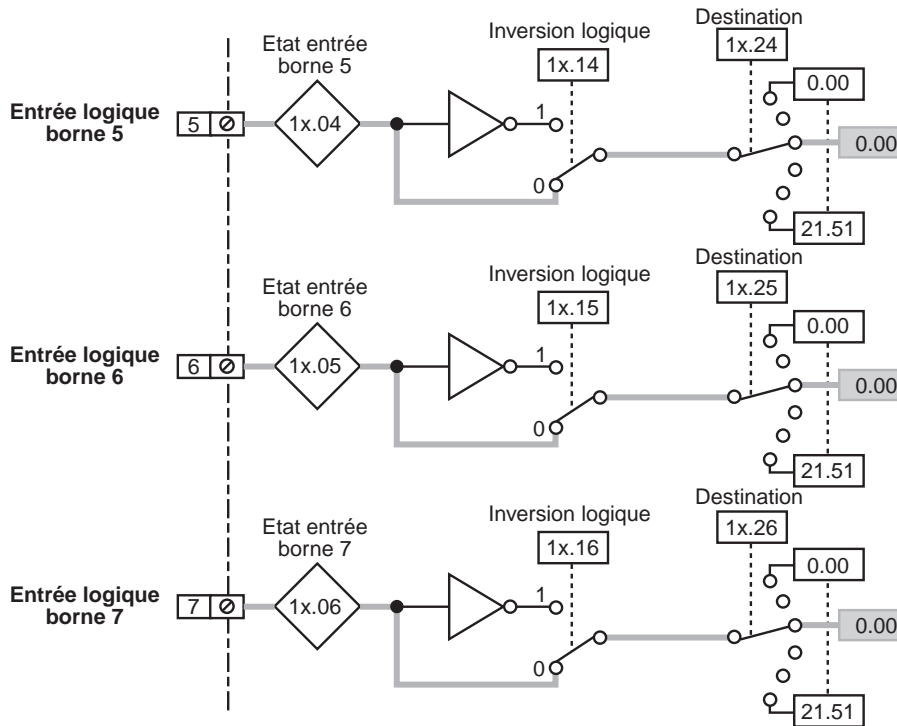 Etat entrée
borne 5
Inversion logique
Destination
1x.14
1x.24
0.00
Entrée logique
borne 5
5
1x.04
1
0
0.00
21.51
Etat entrée
borne 6
Inversion logique
Destination
1x.15
1x.25
0.00
Entrée logique
borne 6
6
1x.05
1
0
0.00
21.51
Etat entrée
borne 7
Inversion logique
Destination
1x.16
1x.26
0.00
Entrée logique
borne 7
7
1x.06
1
0
0.00
21.51